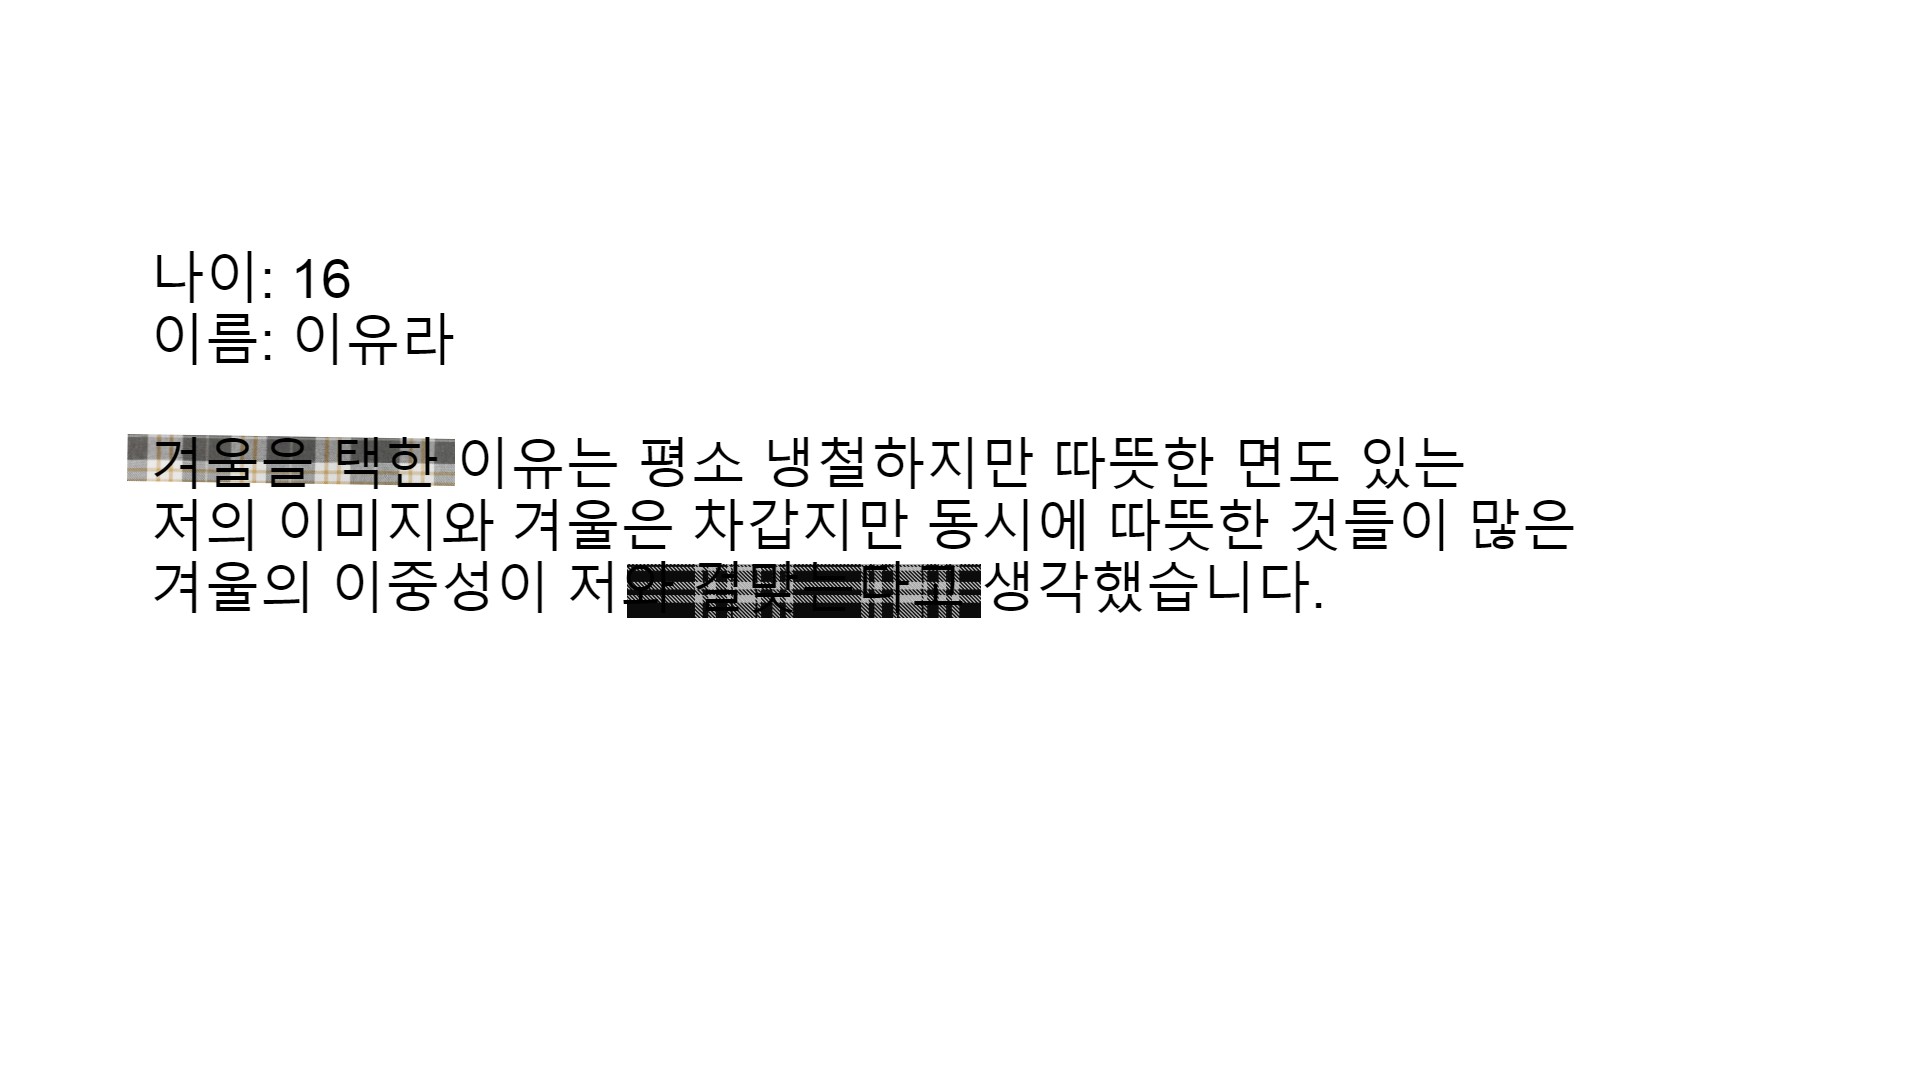 나이: 16
이름: 이유라
겨울을 택한 이유는 평소 냉철하지만 따뜻한 면도 있는
저의 이미지와 겨울은 차갑지만 동시에 따뜻한 것들이 많은
겨울의 이중성이 저와 걸맞는다고 생각했습니다.